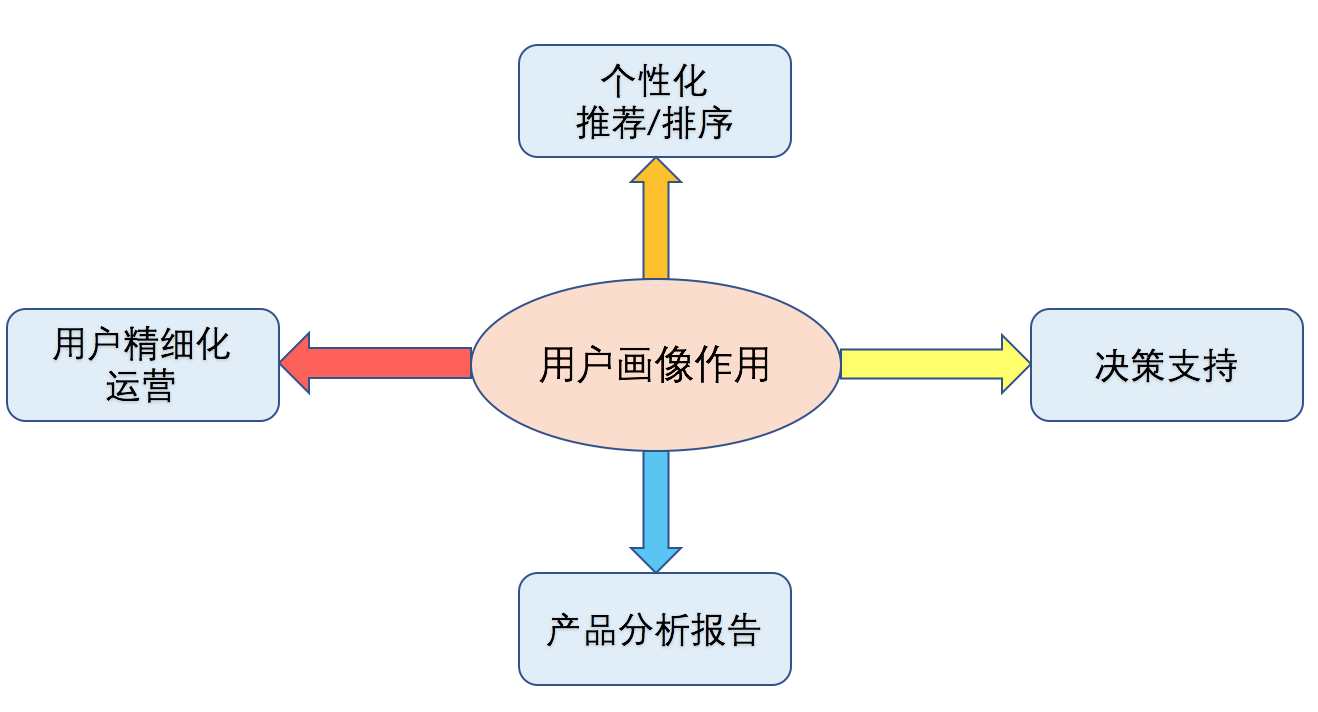 个性化
推荐/排序
用户精细化
运营
用户画像作用
决策支持
产品分析报告